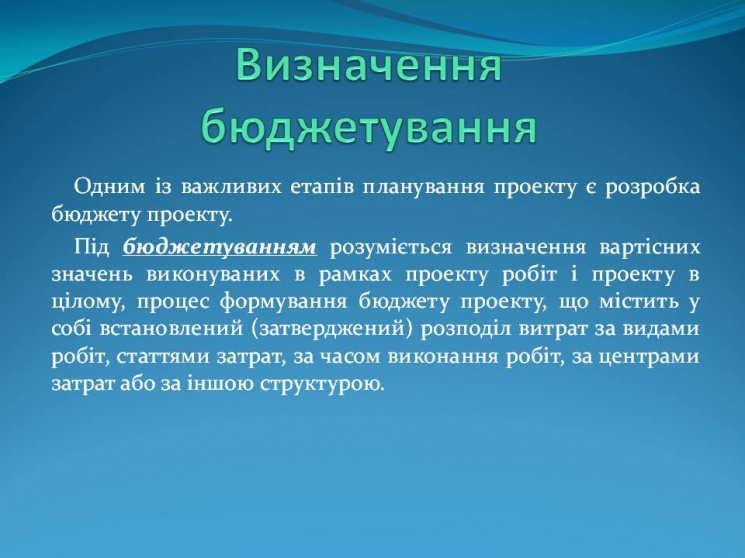 Визначення
бюджетування
Одним із важливих етапів планування проекту є розробка
бюджету проекту.
Під бюджетуванням розуміється визначення вартісних
значень виконуваних в рамках проекту робіт і проекту в
цілому, процес формування бюджету проекту, що містить у
собі встановлений (затверджений) розподіл витрат за видами
робіт, статтями затрат, за часом виконання робіт, за центрами
затрат або за іншою структурою.